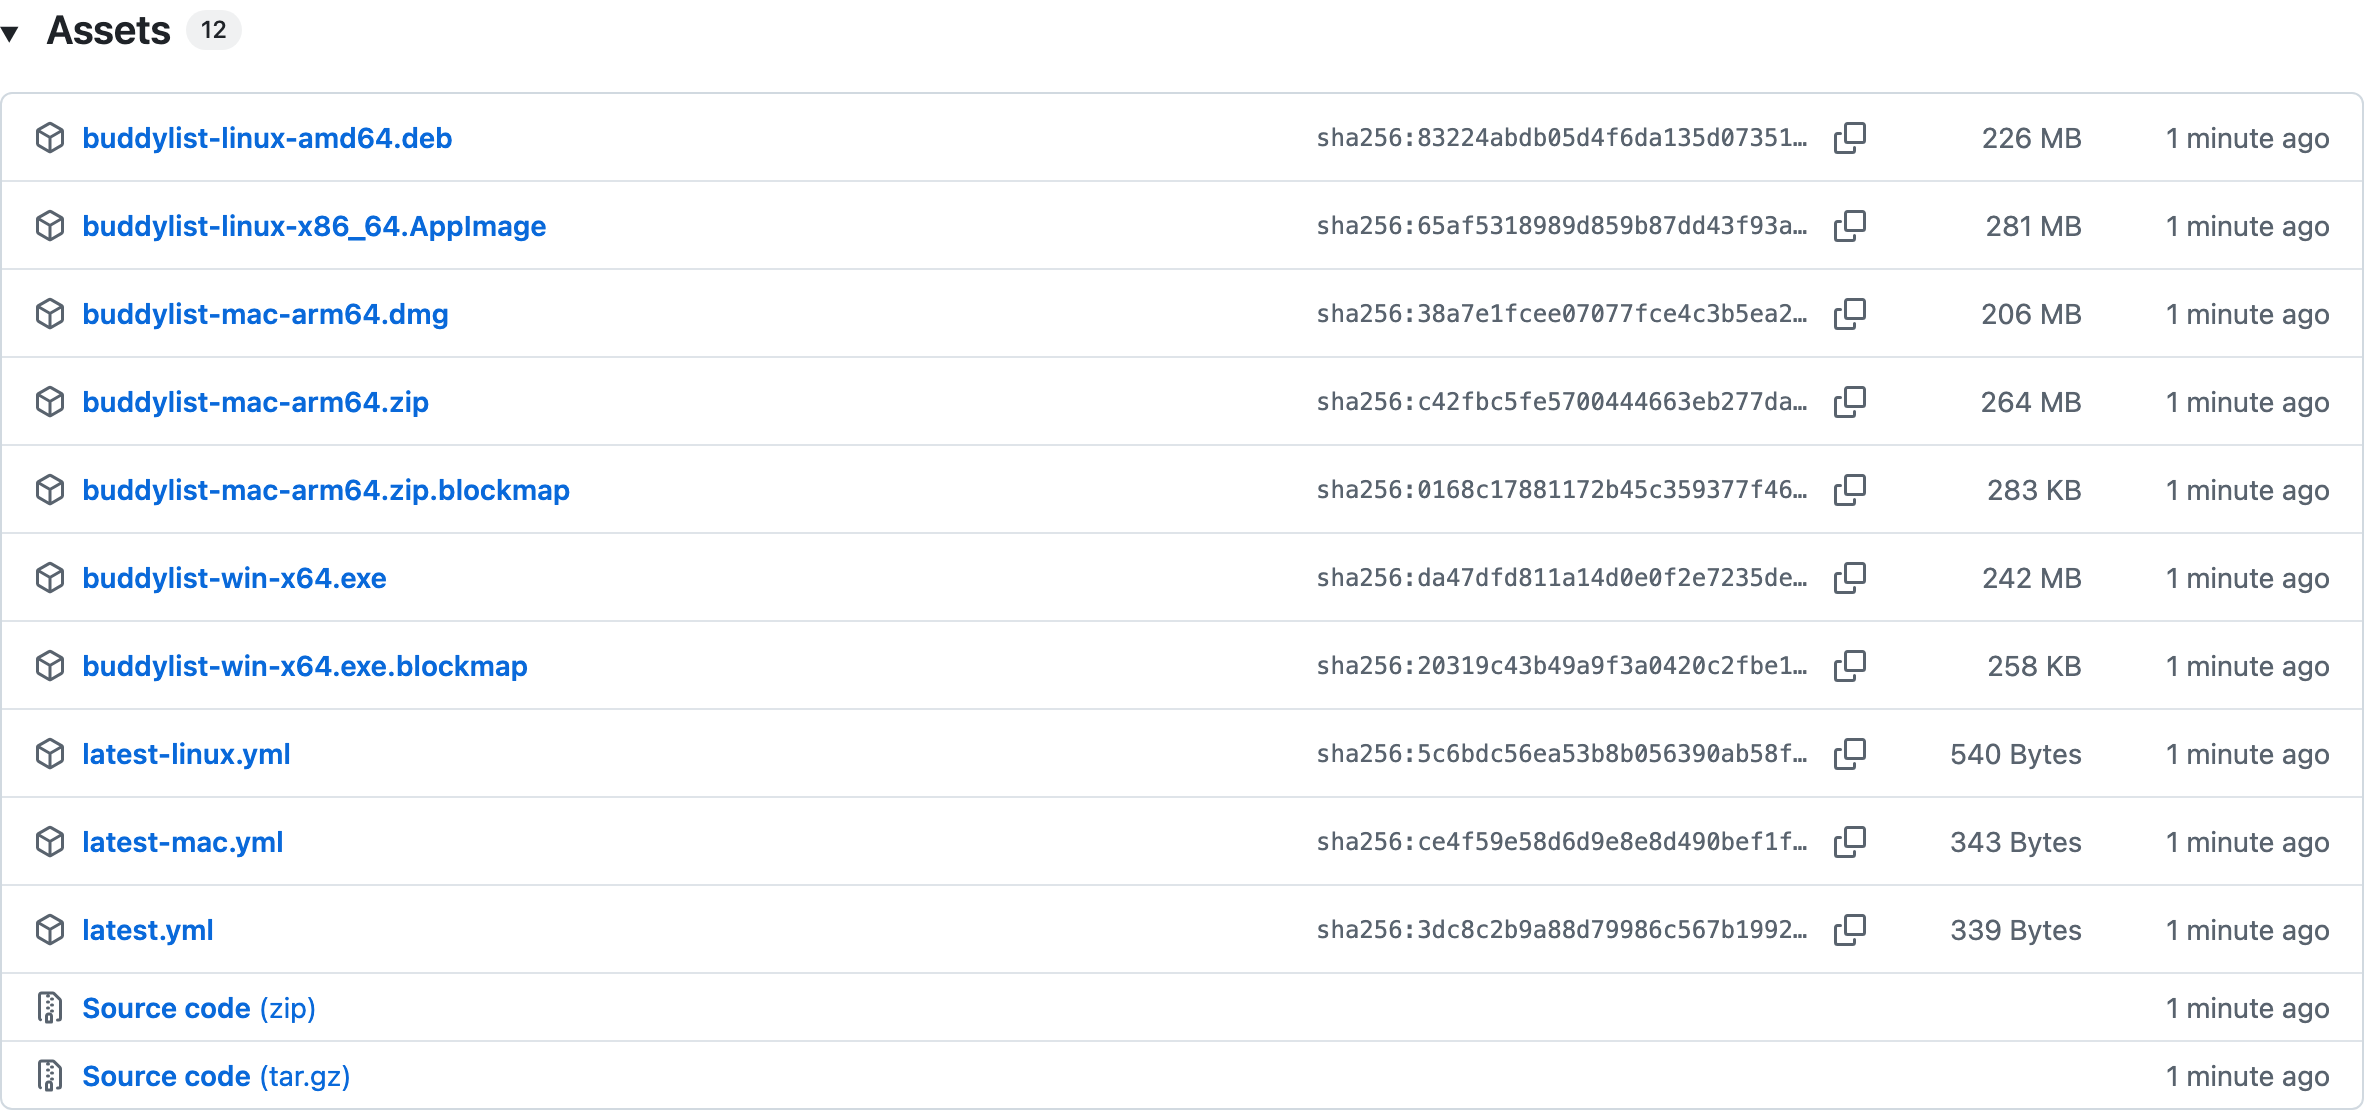 Assets 12
buddylist-linux-amd64.deb sha256:83224abdb05d4f6da135d07351… 226 MB 1 minute ago
buddylist-linux-x86_64.AppImage sha256:65af5318989d859b87dd43f93a… 281 MB 1 minute ago
buddylist-mac-arm64.dmg sha256:38a7e1fcee07077fce4c3b5ea2… 206 MB 1 minute ago
buddylist-mac-arm64.zip sha256:c42fbc5fe5700444663eb277da… 264 MB 1 minute ago
buddylist-mac-arm64.zip.blockmap sha256:0168c17881172b45c359377f46… 283 KB 1 minute ago
buddylist-win-x64.exe sha256:da47dfd811a14d0e0f2e7235de… 242 MB 1 minute ago
buddylist-win-x64.exe.blockmap sha256:20319c43b49a9f3a0420c2fbe1… 258 KB 1 minute ago
latest-linux.yml sha256:5c6bdc56ea53b8b056390ab58f… 540 Bytes 1 minute ago
latest-mac.yml sha256:ce4f59e58d6d9e8e8d490bef1f… 343 Bytes 1 minute ago
latest.yml sha256:3dc8c2b9a88d79986c567b1992… 339 Bytes 1 minute ago
Source code (zip) 1 minute ago
Source code (tar.gz) 1 minute ago